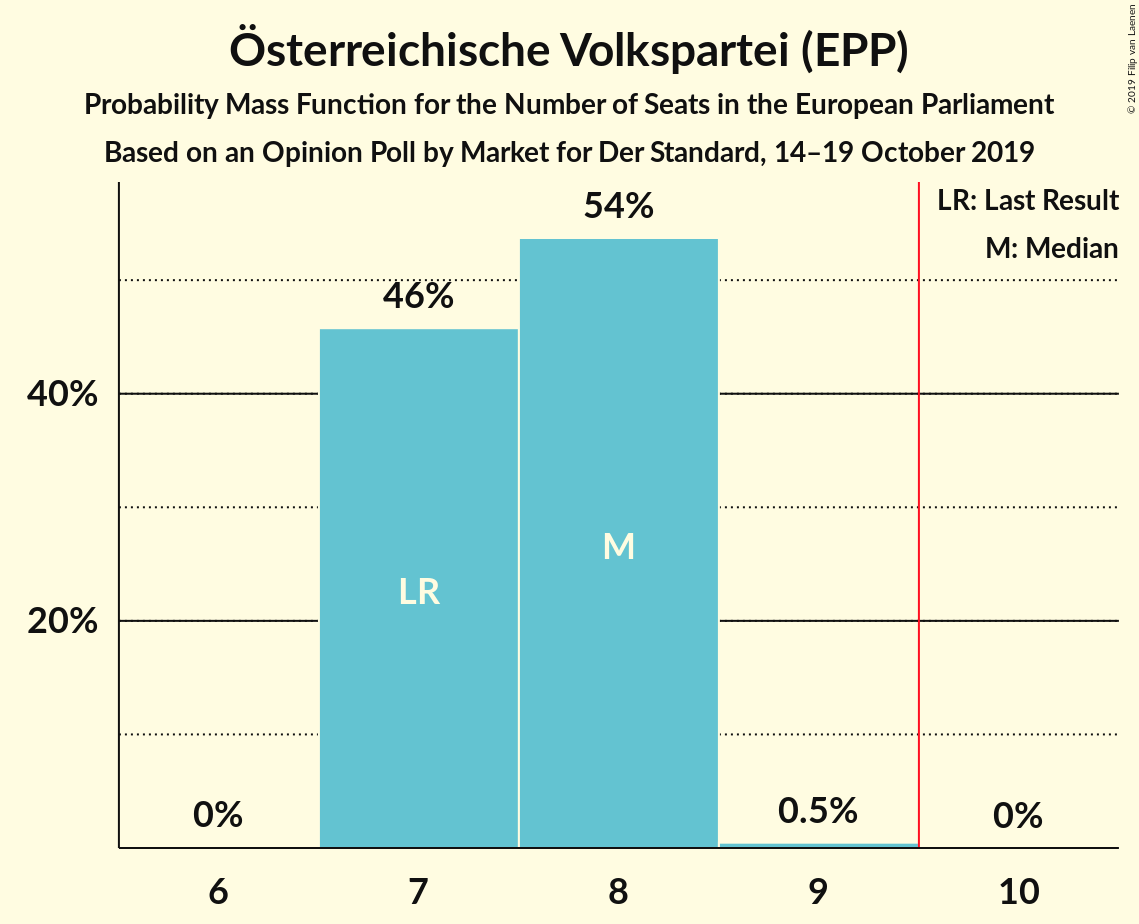 Österreichische Volkspartei (EPP)
Probability Mass Function for the Number of Seats in the European Parliament
Based on an Opinion Poll by Market for Der Standard, 14–19 October 2019
© 2019 Filip van Laenen
LR: Last Result
M: Median
54%
46%
40%
20%
LR
M
0%
0.5%
0%
6
7
8
9
10